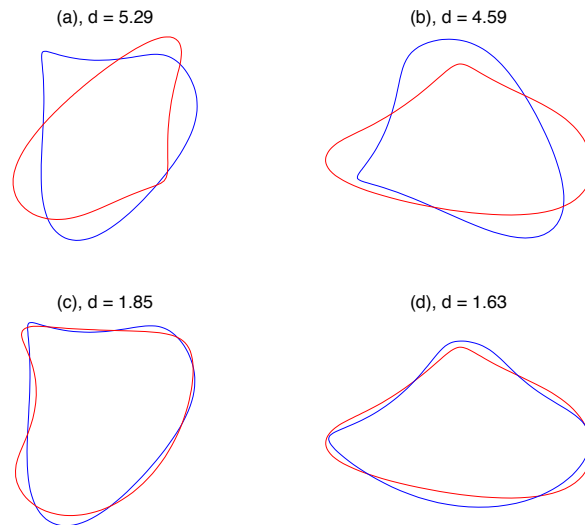 (a), d = 5.29
(b), d = 4.59
(c), d = 1.85
(d), d = 1.63